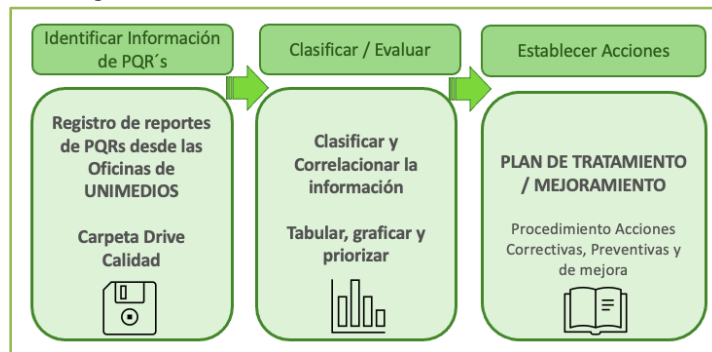 Identificar Información
de PQR´s
Clasificar / Evaluar
Establecer Acciones
Registro de reportes
de PQRs desde las
Oficinas de
UNIMEDIOS
Carpeta Drive
Calidad
Clasificar y
Correlacionar la
información
Tabular, graficar y
priorizar
PLAN DE TRATAMIENTO
/ MEJORAMIENTO
Procedimiento Acciones
Correctivas, Preventivas y
de mejora